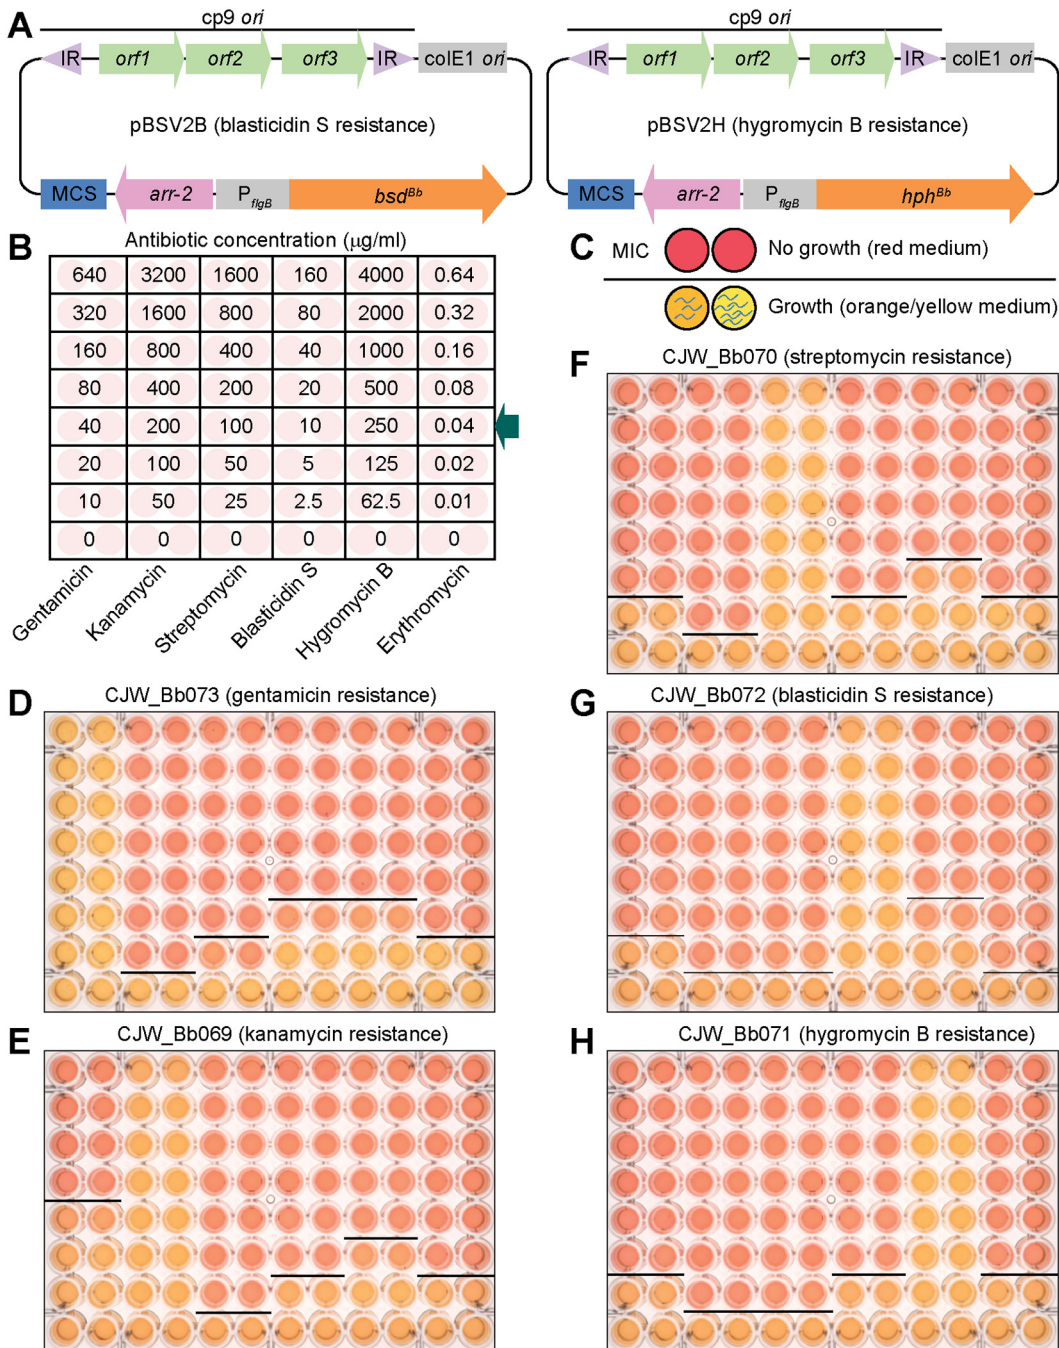 A
cp9 ori
IR orf1 orf2 orf3 IR colE1 ori
pBSV2B (blasticidin S resistance)
MCS arr-2 PflgB bsdBb
cp9 ori
IR orf1 orf2 orf3 IR colE1 ori
pBSV2H (hygromycin B resistance)
MCS arr-2 PflgB hphBb
B
Antibiotic concentration (μg/ml)
640 3200 1600 160 4000 0.64
320 1600 800 80 2000 0.32
160 800 400 40 1000 0.16
80 400 200 20 500 0.08
40 200 100 10 250 0.04
20 100 50 5 125 0.02
10 50 25 2.5 62.5 0.01
0 0 0 0 0 0
Gentamicin
Kanamycin
Streptomycin
Blasticidin S
Hygromycin B
Erythromycin
C
MIC No growth (red medium)
Growth (orange/yellow medium)
F
CJW_Bb070 (streptomycin resistance)
D
CJW_Bb073 (gentamicin resistance)
G
CJW_Bb072 (blasticidin S resistance)
E
CJW_Bb069 (kanamycin resistance)
H
CJW_Bb071 (hygromycin B resistance)